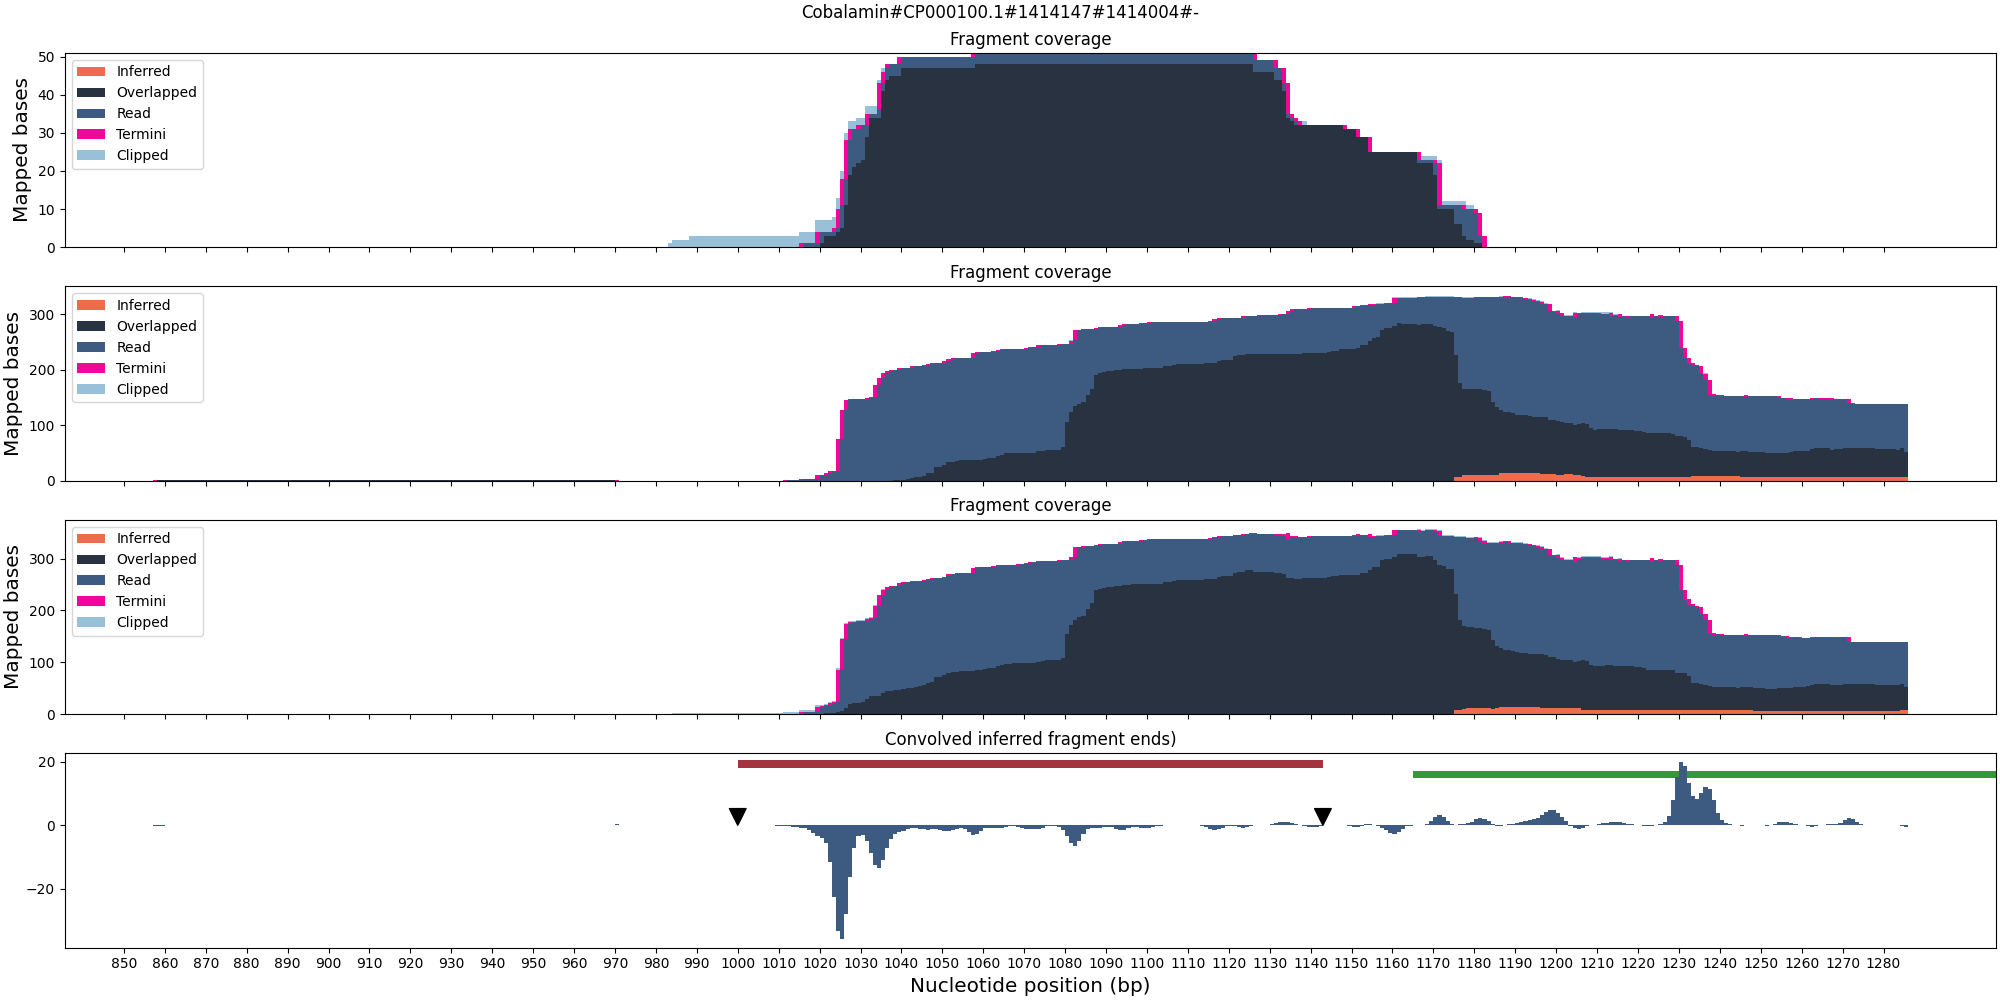 Cobalamin#CP000100.1#1414147#1414004#-
Fragment coverage
Mapped bases
50
40
30
20
10
0
Inferred
Overlapped
Read
Termini
Clipped
Fragment coverage
Mapped bases
300
200
100
0
Inferred
Overlapped
Read
Termini
Clipped
Fragment coverage
Mapped bases
300
200
100
0
Inferred
Overlapped
Read
Termini
Clipped
Convolved inferred fragment ends)
20
0
−20
850 860 870 880 890 900 910 920 930 940 950 960 970 980 990 1000 1010 1020 1030 1040 1050 1060 1070 1080 1090 1100 1110 1120 1130 1140 1150 1160 1170 1180 1190 1200 1210 1220 1230 1240 1250 1260 1270 1280
Nucleotide position (bp)